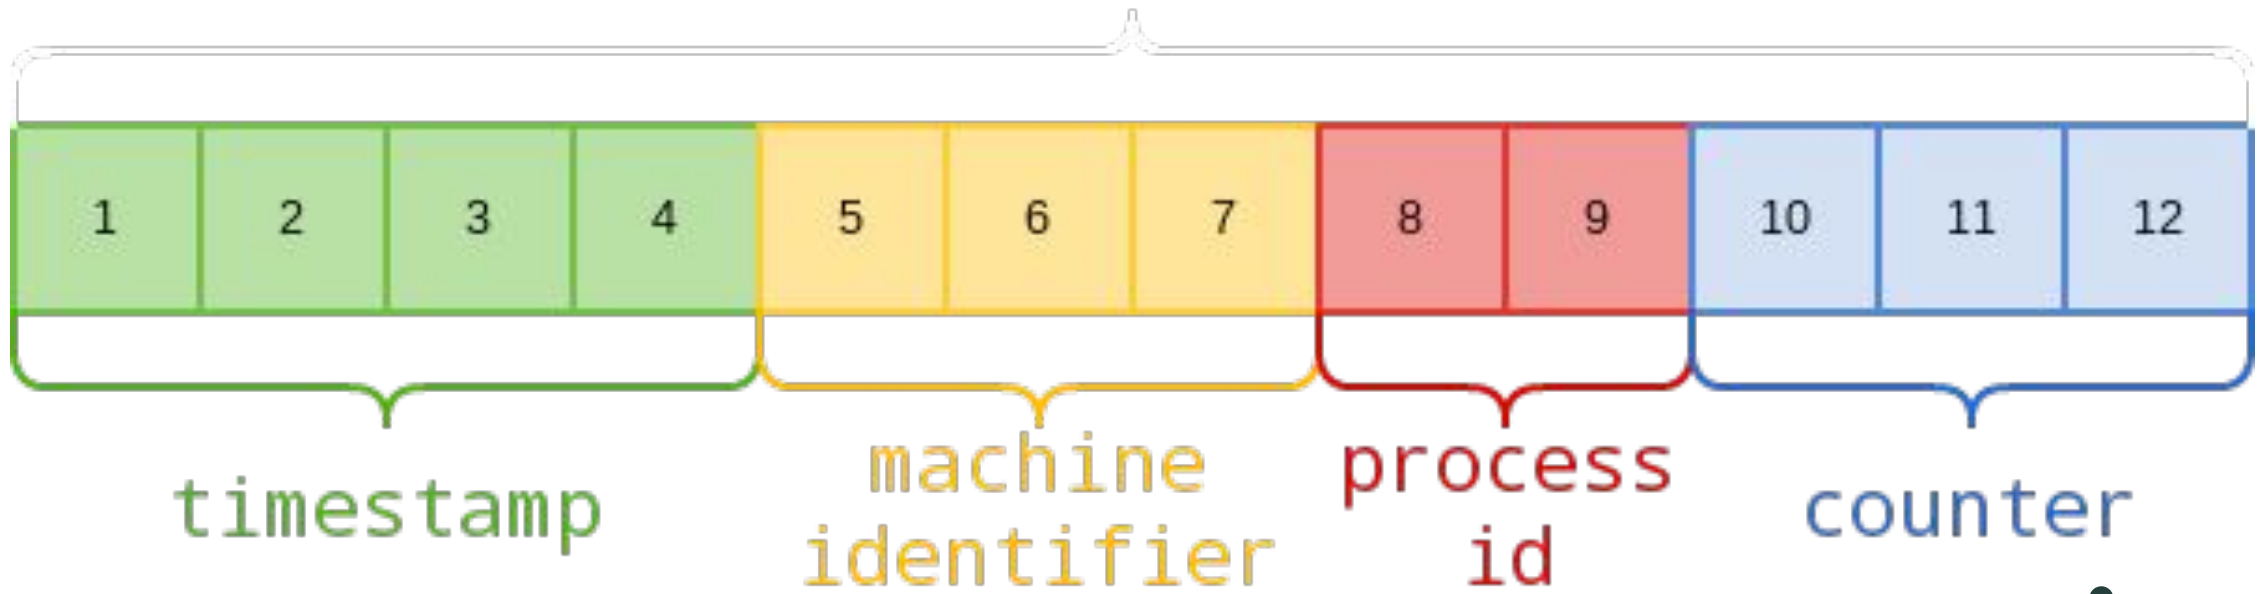 1 2 3 4 5 6 7 8 9 10 11 12
timestamp
machine
identifier
process
id
counter